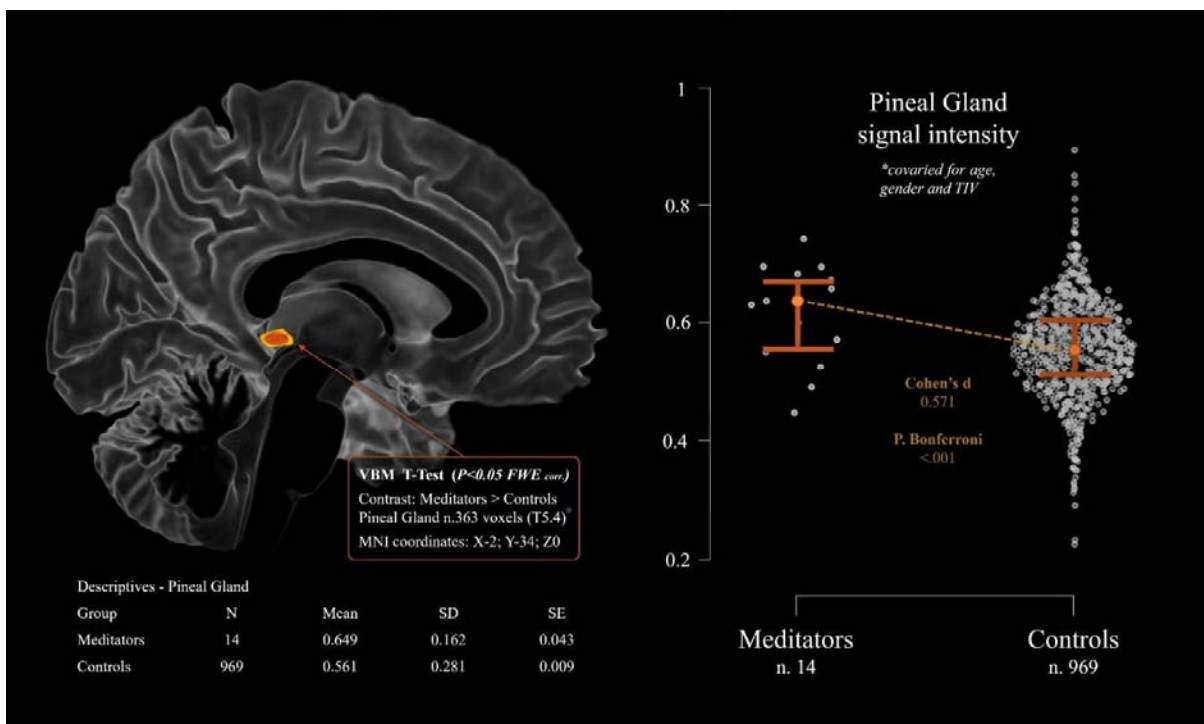 VBM T-Test (P<0.05 FWE corr.)
Contrast: Meditators > Controls
Pineal Gland n.363 voxels (T5.4)*
MNI coordinates: X-2; Y-34; Z0
Descriptives - Pineal Gland
Group N Mean SD SE
Meditators 14 0.649 0.162 0.043
Controls 969 0.561 0.281 0.009
Pineal Gland
signal intensity
*covaried for age,
gender and TIV
1
0.8
0.6
0.4
0.2
Cohen's d
0.571
P. Bonferroni
<.001
Meditators
n. 14
Controls
n. 969